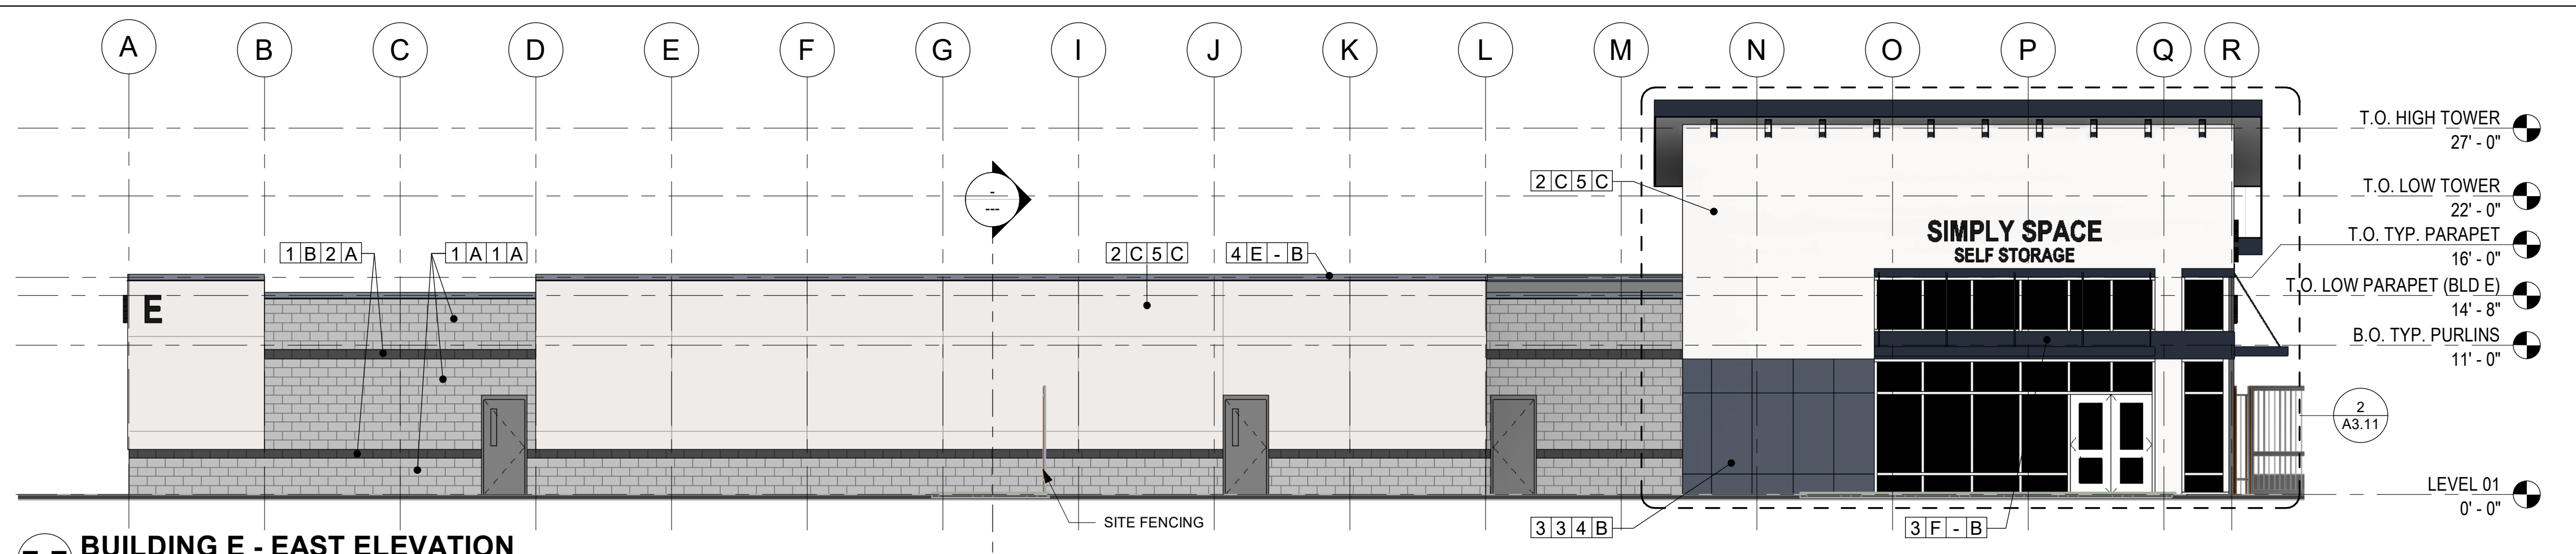 A B C D E F G I J K L M N O P Q R
T.O. HIGH TOWER
27' - 0"
2 C 5 C
T.O. LOW TOWER
22' - 0"
-
---
SIMPLY SPACE
SELF STORAGE
T.O. TYP. PARAPET
16' - 0"
1 B 2 A
1 A 1 A
2 C 5 C
4 E - B
T.O. LOW PARAPET (BLD E)
14' - 8"
E
B.O. TYP. PURLINS
11' - 0"
2
A3.11
LEVEL 01
0' - 0"
SITE FENCING
3 3 4 B
3 F - B
BUILDING E - EAST ELEVATION